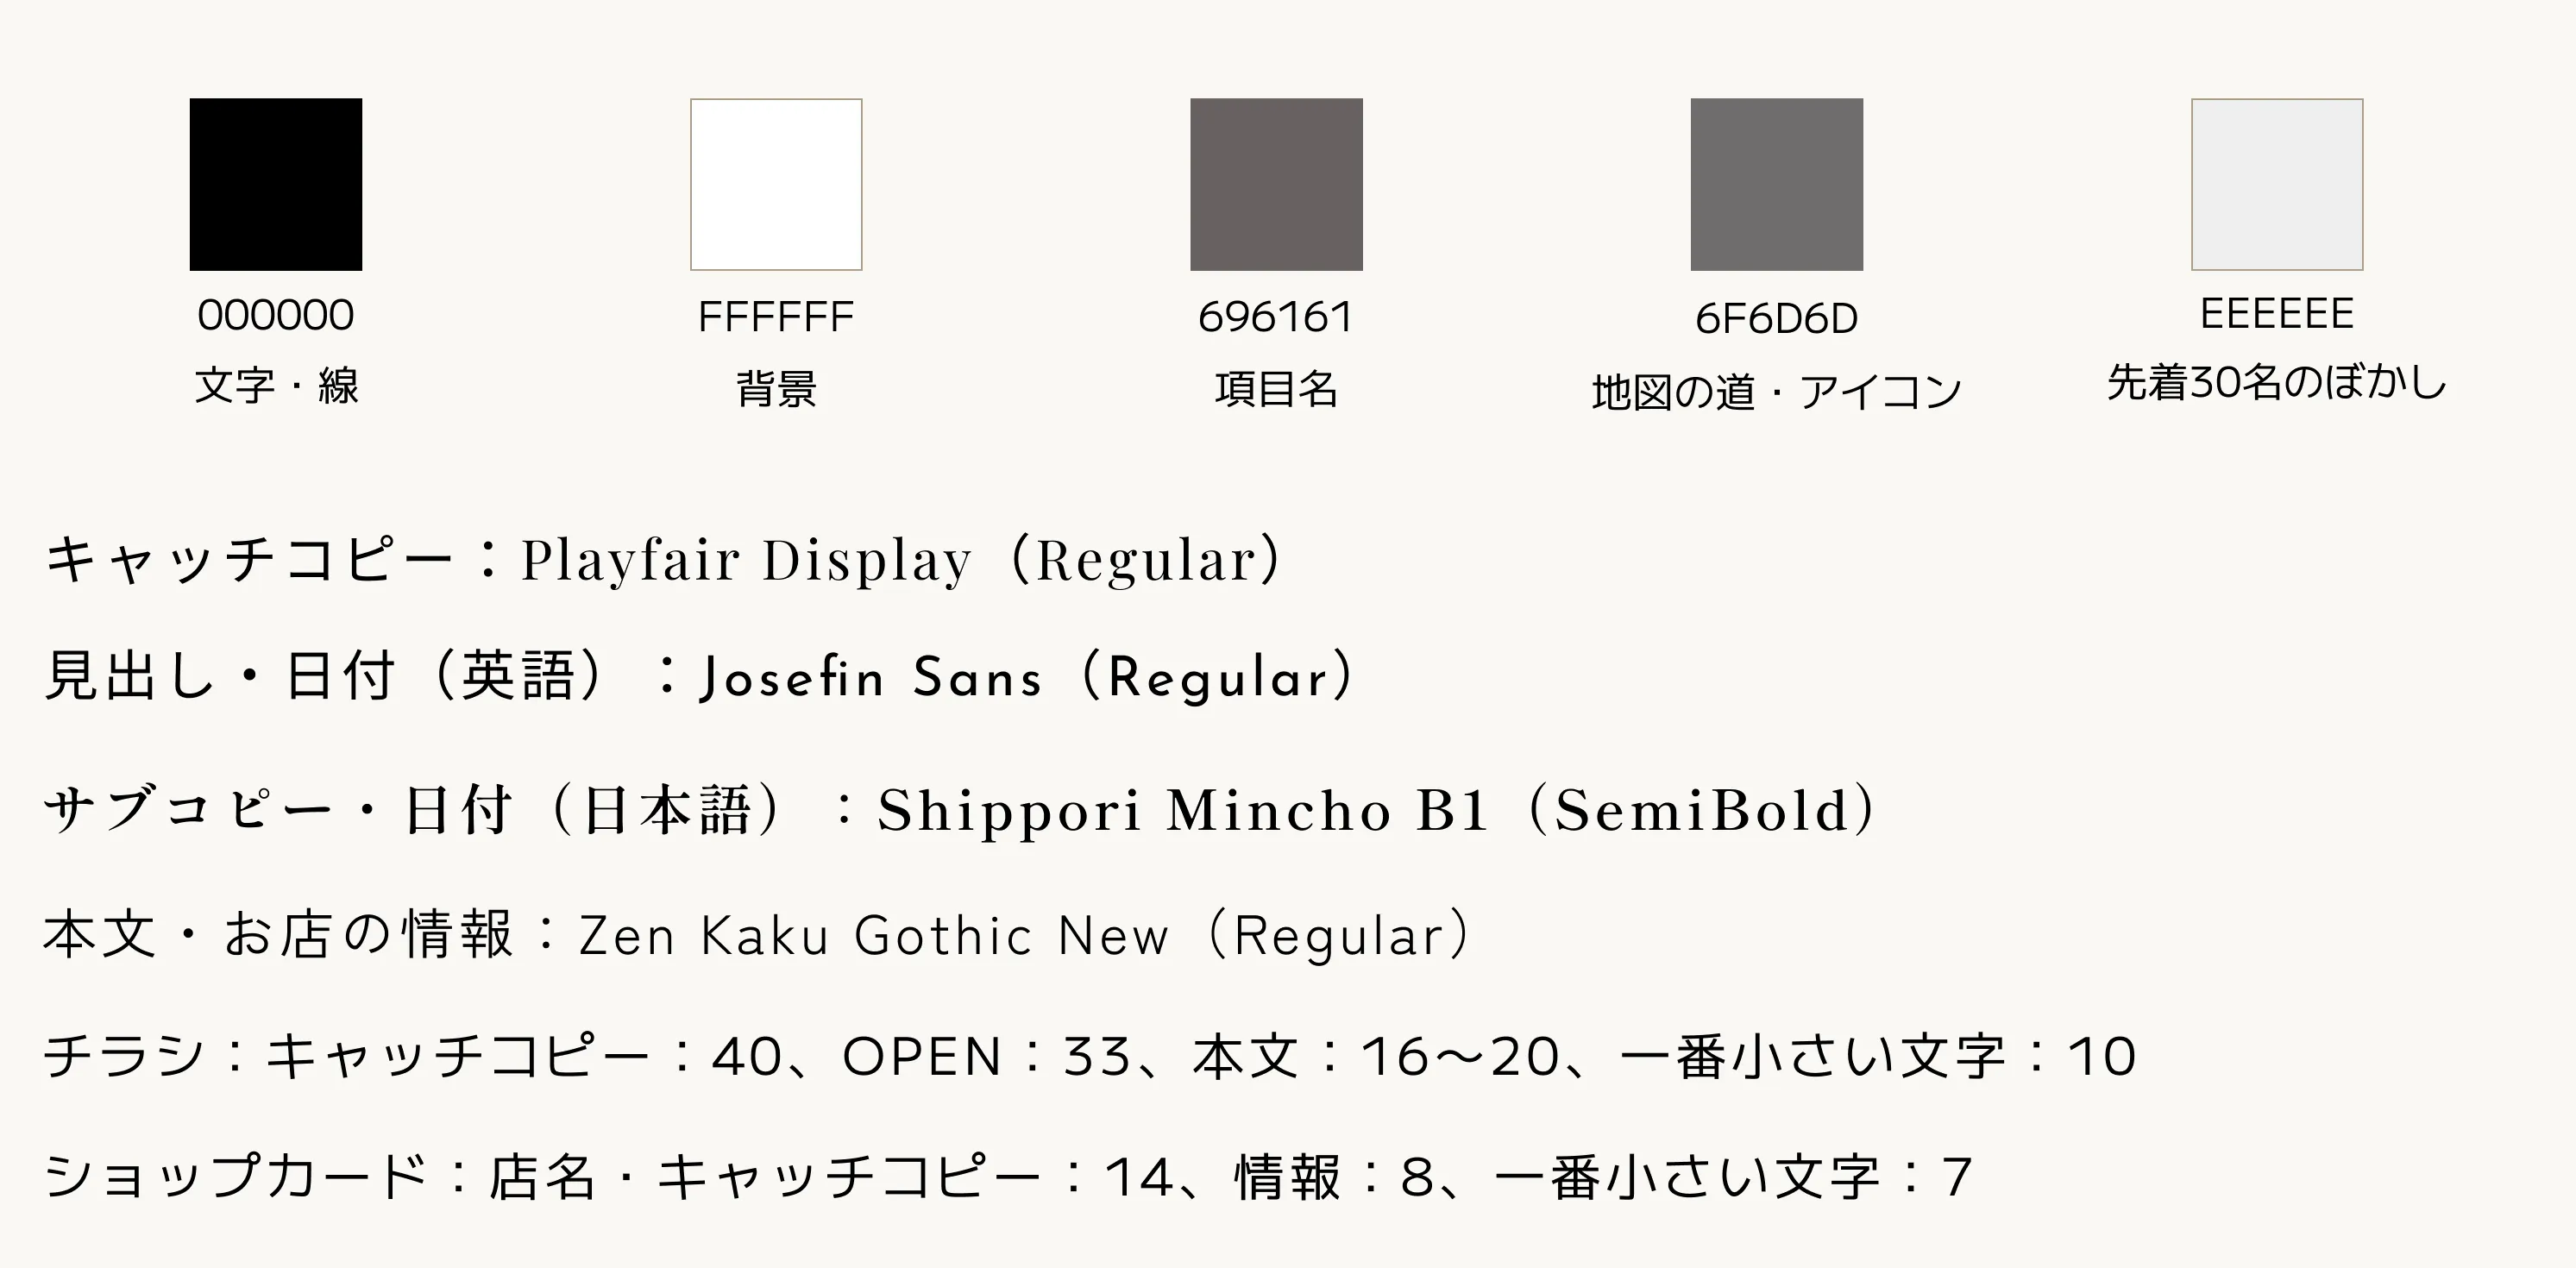 000000
FFFFFF
696161
6F6D6D
EEEEEE
文字・線
背景
項目名
地図の道・アイコン
先着30名のぼかし
キャッチコピー：Playfair Display（Regular）
見出し・日付（英語）：Josefin Sans（Regular）
サブコピー・日付（日本語）：Shippori Mincho B1（SemiBold）
本文・お店の情報：Zen Kaku Gothic New（Regular）
チラシ：キャッチコピー：40、OPEN：33、本文：16〜20、一番小さい文字：10
ショップカード：店名・キャッチコピー：14、情報：8、一番小さい文字：7